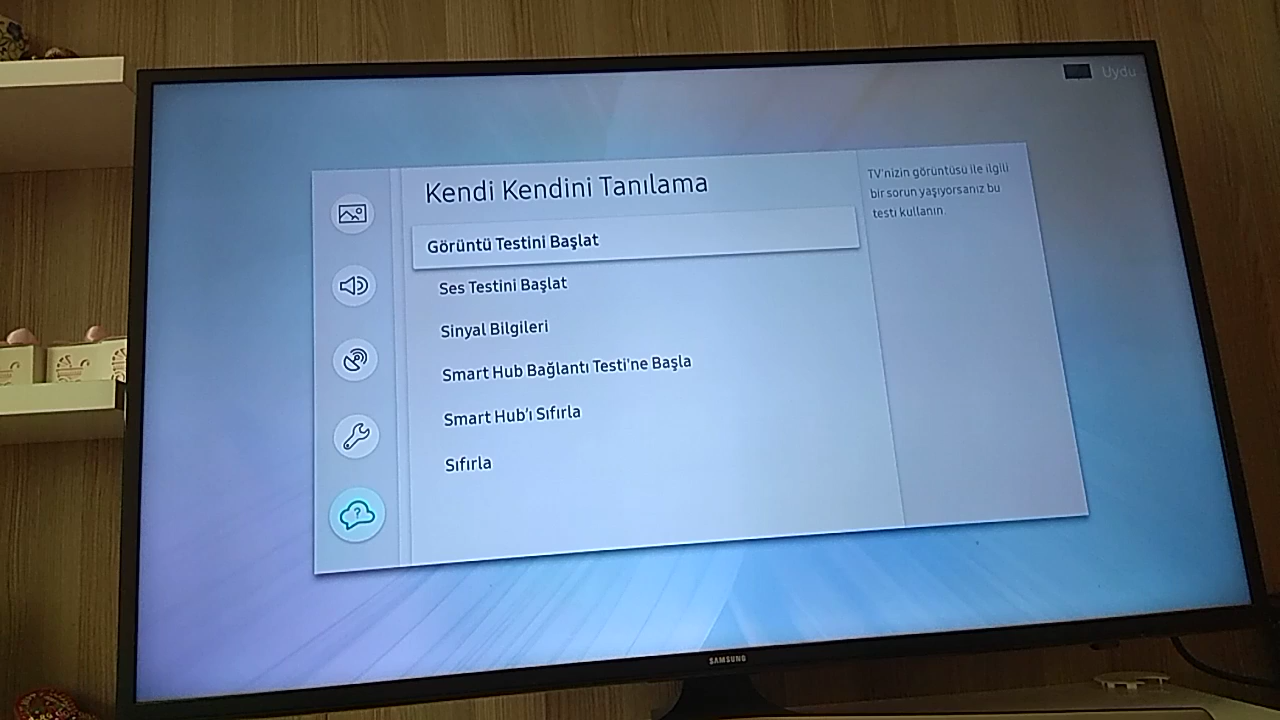 Uydu
Kendi Kendini Tanılama
Görüntü Testini Başlat
Ses Testini Başlat
Sinyal Bilgileri
Smart Hub Bağlantı Testi'ne Başla
Smart Hub'ı Sıfırla
Sıfırla
TV'nizin görüntüsü ile ilgili
bir sorun yaşıyorsanız bu
testi kullanın.
SAMSUNG